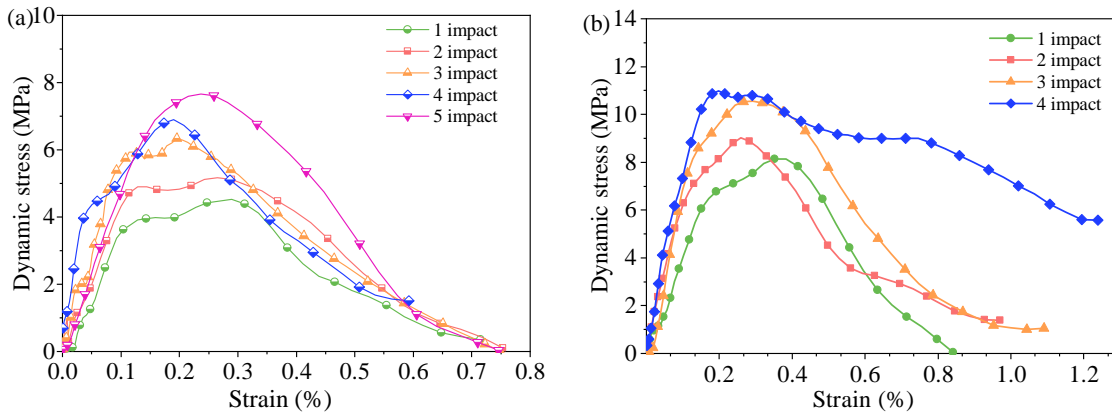 (a)
10
8
6
4
2
0
0.0 0.1 0.2 0.3 0.4 0.5 0.6 0.7 0.8
Dynamic stress (MPa)
Strain (%)
1 impact
2 impact
3 impact
4 impact
5 impact
(b)
14
12
10
8
6
4
2
0
0.2 0.4 0.6 0.8 1.0 1.2
Dynamic stress (MPa)
Strain (%)
1 impact
2 impact
3 impact
4 impact